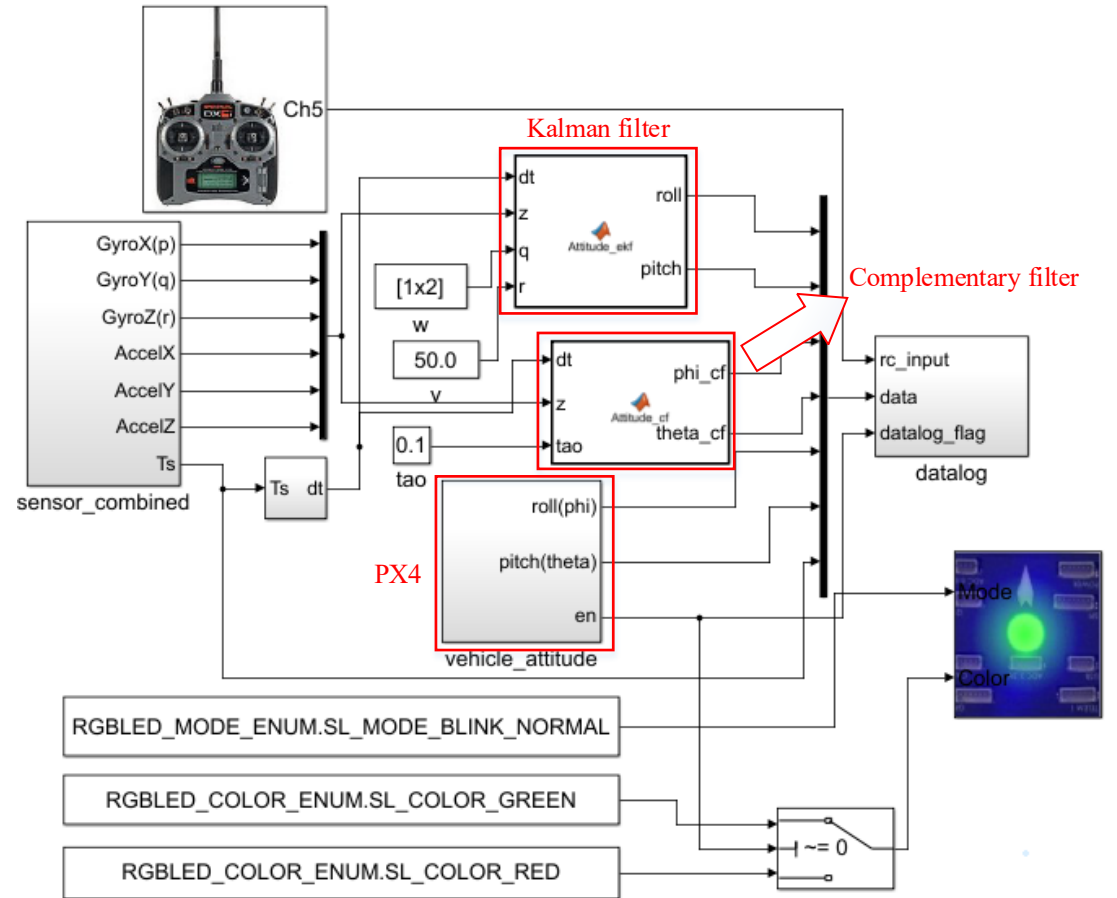 Ch5
Kalman filter
dt
z
q
r
roll
pitch
Attitude_ekf
GyroX(p)
GyroY(q)
GyroZ(r)
AccelX
AccelY
AccelZ
Ts
sensor_combined
[1x2]
w
50.0
v
Complementary filter
dt
z
tao
phi_cf
theta_cf
Attitude_cf
0.1
tao
Ts dt
rc_input
data
datalog_flag
datalog
PX4
roll(phi)
pitch(theta)
en
vehicle_attitude
Mode
Color
RGBLED_MODE_ENUM.SL_MODE_BLINK_NORMAL
RGBLED_COLOR_ENUM.SL_COLOR_GREEN
~= 0
RGBLED_COLOR_ENUM.SL_COLOR_RED